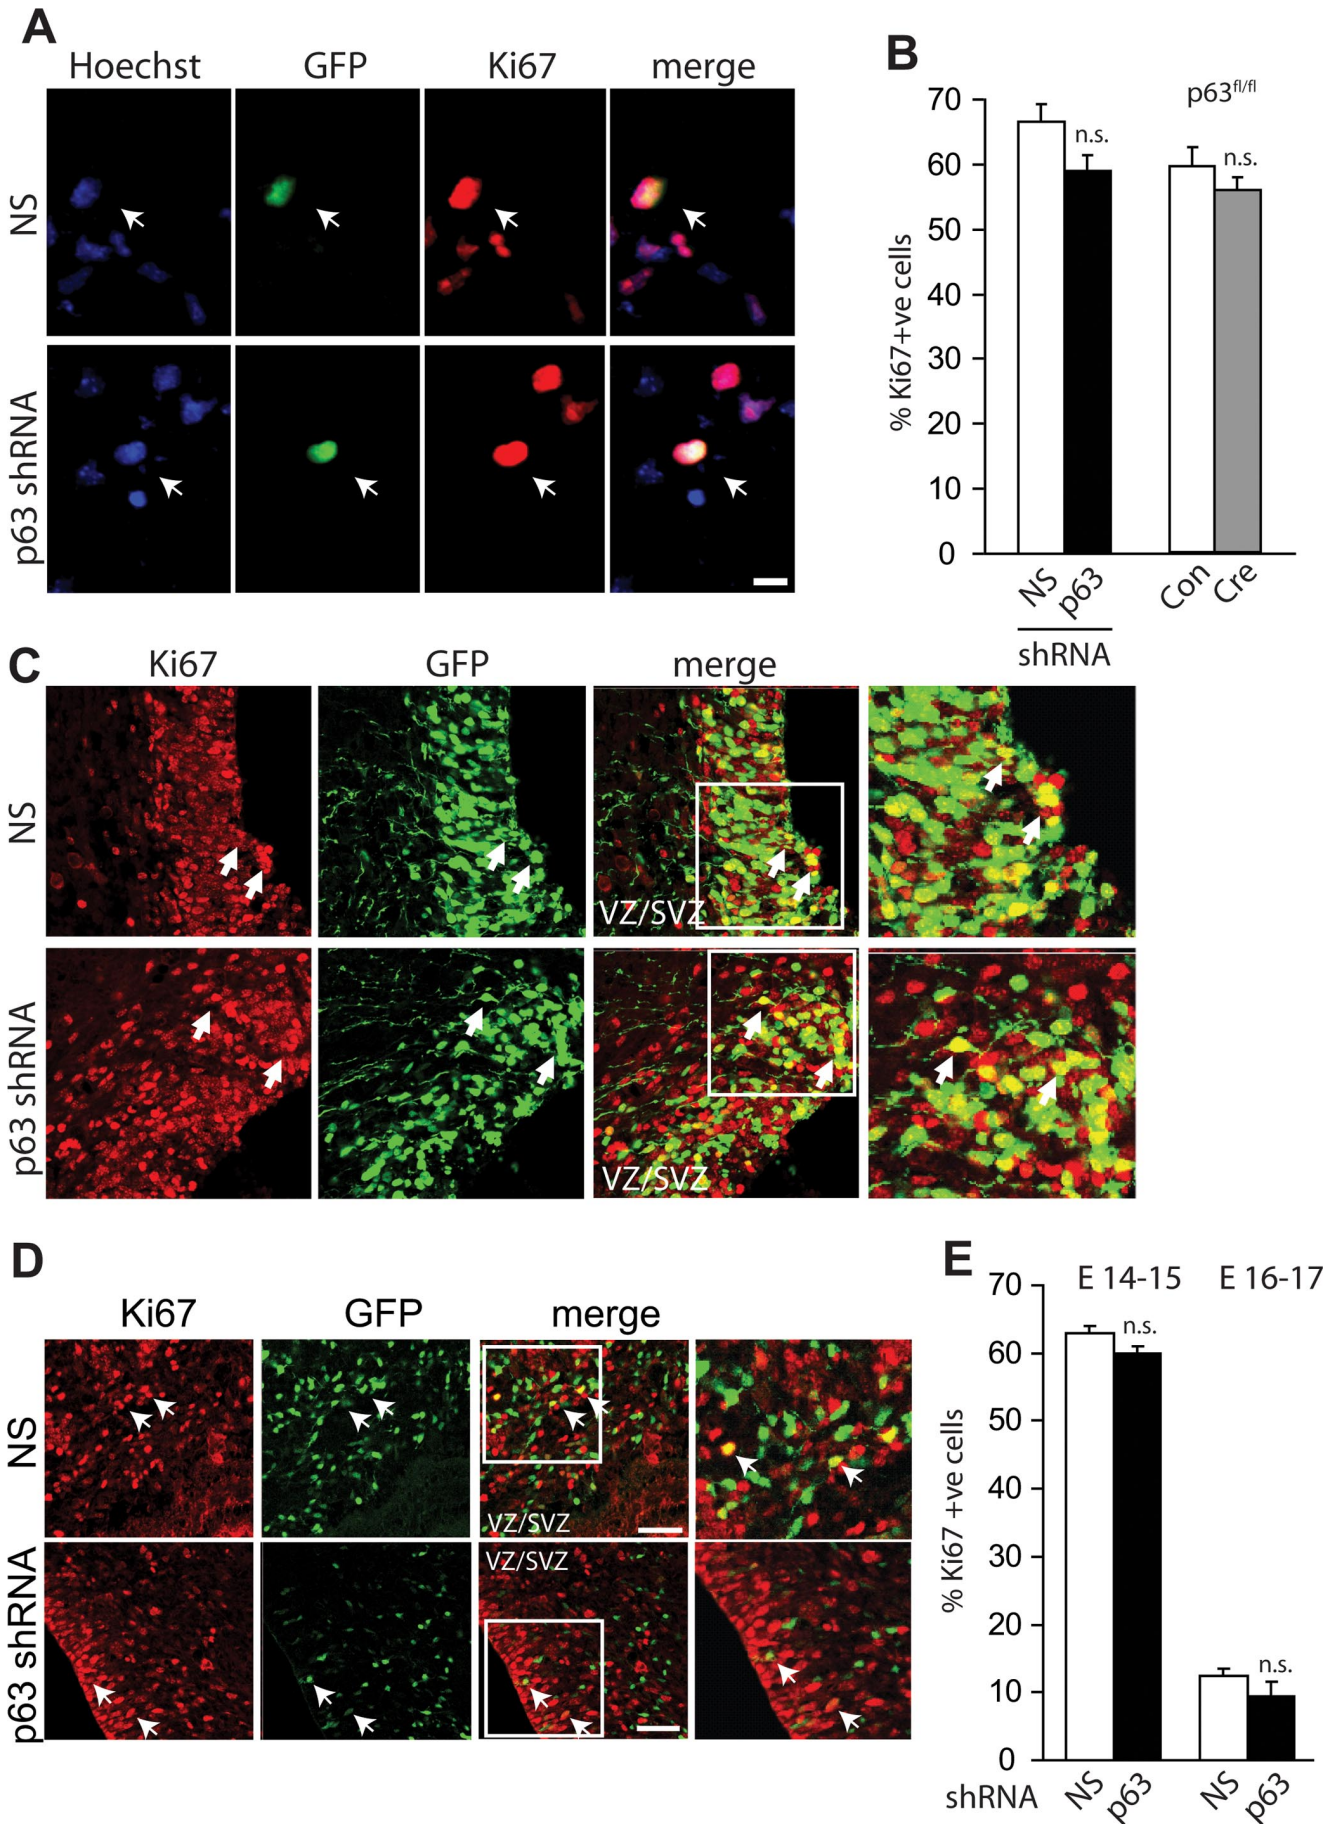 A
Hoechst GFP Ki67 merge
NS
p63 shRNA
B
p63fl/fl
70
60
50
40
30
20
10
0
% Ki67+ve cells
n.s.
n.s.
NS
p63
Con
Cre
shRNA
C
Ki67 GFP merge
NS
VZ/SVZ
p63 shRNA
VZ/SVZ
D
Ki67 GFP merge
NS
VZ/SVZ
p63 shRNA
VZ/SVZ
E
E 14-15 E 16-17
70
60
50
40
30
20
10
0
% Ki67 +ve cells
n.s.
n.s.
shRNA NS p63 NS p63